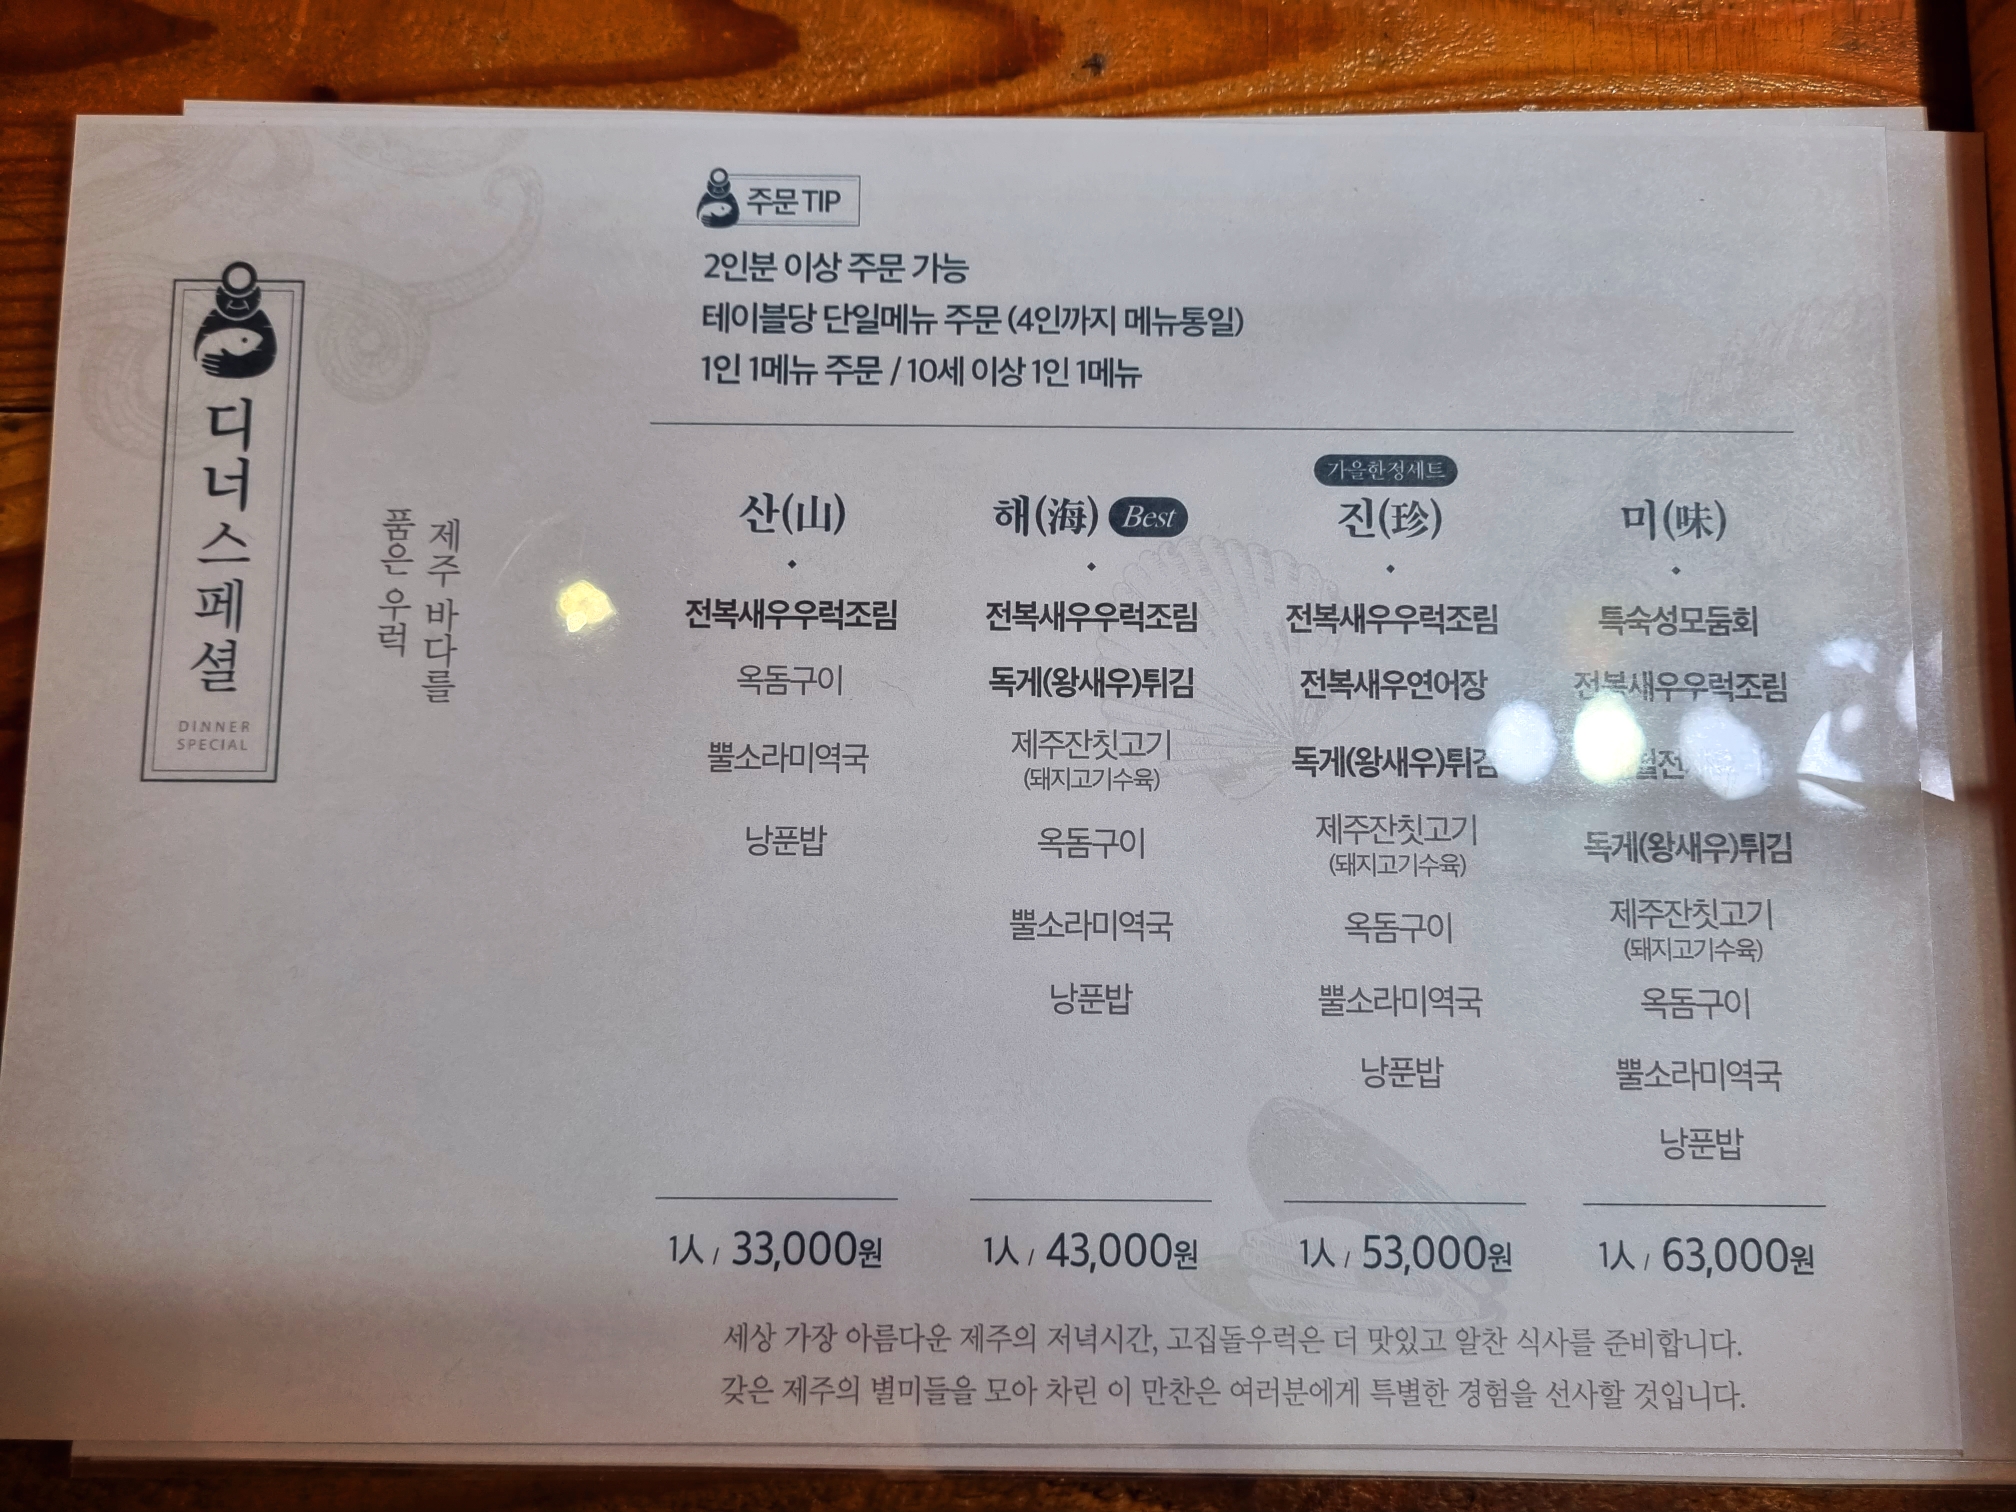 디너스페셜
DINNER
SPECIAL
제주 바다를
품은 우럭
주문 TIP
2인분 이상 주문 가능
테이블당 단일메뉴 주문 (4인까지 메뉴통일)
1인 1메뉴 주문 / 10세 이상 1인 1메뉴
산(山)
전복새우우럭조림
옥돔구이
뿔소라미역국
낭푼밥
1人 / 33,000원
해(海) Best
전복새우우럭조림
독게(왕새우)튀김
제주잔칫고기
(돼지고기수육)
옥돔구이
뿔소라미역국
낭푼밥
1人 / 43,000원
가을한정세트
진(珍)
전복새우우럭조림
전복새우연어장
독게(왕새우)튀김
제주잔칫고기
(돼지고기수육)
옥돔구이
뿔소라미역국
낭푼밥
1人 / 53,000원
미(味)
특숙성모둠회
전복새우우럭조림
독게(왕새우)튀김
제주잔칫고기
(돼지고기수육)
옥돔구이
뿔소라미역국
낭푼밥
1人 / 63,000원
세상 가장 아름다운 제주의 저녁시간, 고집돌우럭은 더 맛있고 알찬 식사를 준비합니다.
갖은 제주의 별미들을 모아 차린 이 만찬은 여러분에게 특별한 경험을 선사할 것입니다.